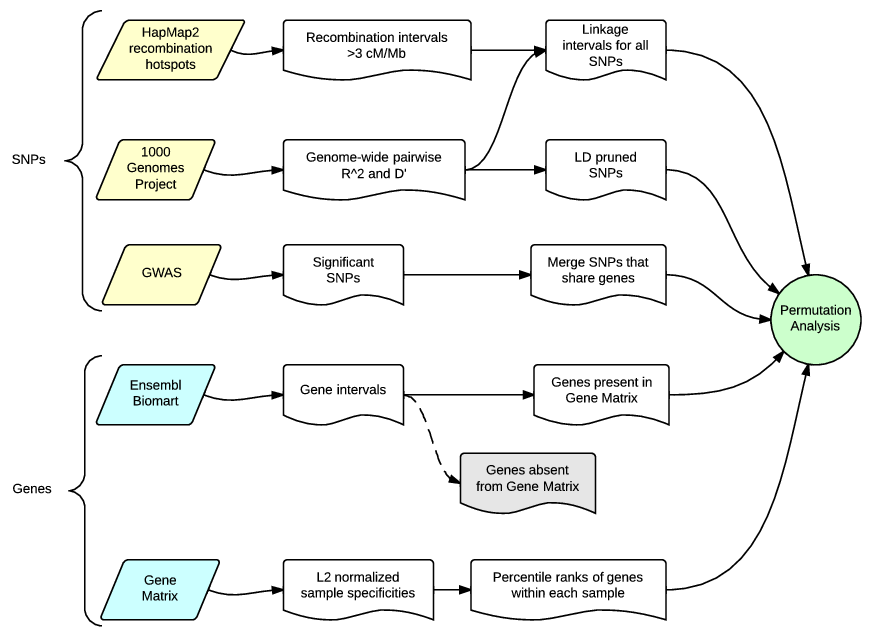 SNPs
HapMap2
recombination
hotspots
Recombination intervals
>3 cM/Mb
Linkage
intervals for all
SNPs
1000
Genomes
Project
Genome-wide pairwise
R^2 and D'
LD pruned
SNPs
GWAS
Significant
SNPs
Merge SNPs that
share genes
Permutation
Analysis
Genes
Ensembl
Biomart
Gene intervals
Genes present in
Gene Matrix
Genes absent
from Gene Matrix
Gene
Matrix
L2 normalized
sample specificities
Percentile ranks of genes
within each sample